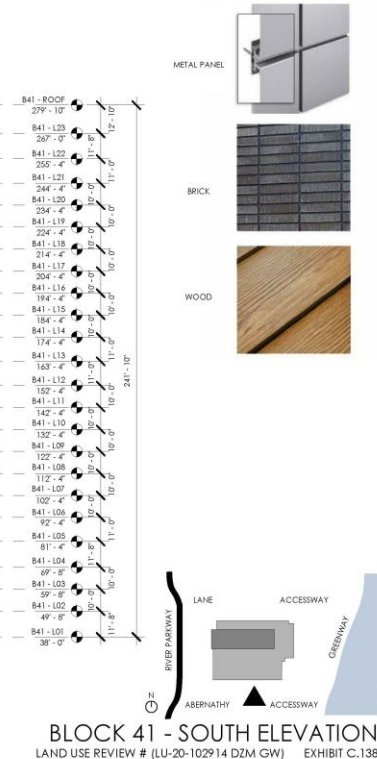 METAL PANEL
BRICK
WOOD
B41 - ROOF
279' - 10"
12' - 10"
B41 - L23
267' - 0"
11' - 8"
B41 - L22
255' - 4"
11' - 0"
B41 - L21
244' - 4"
10' - 0"
B41 - L20
234' - 4"
10' - 0"
B41 - L19
224' - 4"
10' - 0"
B41 - L18
214' - 4"
10' - 0"
B41 - L17
204' - 4"
10' - 0"
B41 - L16
194' - 4"
10' - 0"
B41 - L15
184' - 4"
10' - 0"
B41 - L14
174' - 4"
11' - 0"
B41 - L13
163' - 4"
11' - 0"
B41 - L12
152' - 4"
10' - 0"
B41 - L11
142' - 4"
10' - 0"
B41 - L10
132' - 4"
10' - 0"
B41 - L09
122' - 4"
10' - 0"
B41 - L08
112' - 4"
10' - 0"
B41 - L07
102' - 4"
10' - 0"
B41 - L06
92' - 4"
11' - 0"
B41 - L05
81' - 4"
11' - 8"
B41 - L04
69' - 8"
10' - 0"
B41 - L03
59' - 8"
10' - 0"
B41 - L02
49' - 8"
11' - 8"
B41 - L01
38' - 0"
241' - 10"
LANE ACCESSWAY
RIVER PARKWAY
GREENWAY
N
ABERNATHY ACCESSWAY
BLOCK 41 - SOUTH ELEVATION
LAND USE REVIEW # (LU-20-102914 DZM GW) EXHIBIT C.138